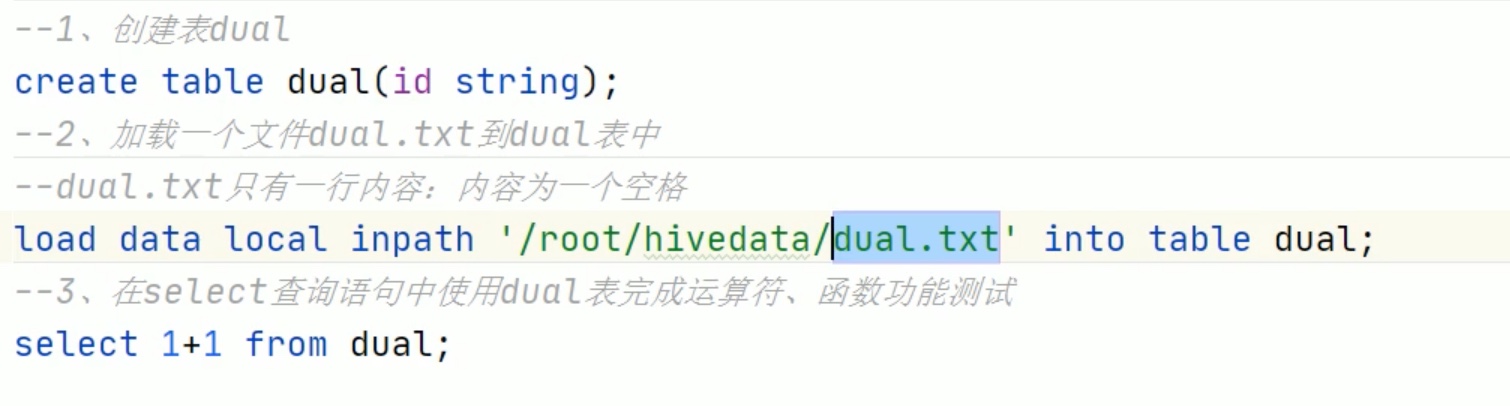 --1、创建表dual
create table dual(id string);
--2、加载一个文件dual.txt到dual表中
--dual.txt只有一行内容：内容为一个空格
load data local inpath '/root/hivedata/dual.txt' into table dual;
--3、在select查询语句中使用dual表完成运算符、函数功能测试
select 1+1 from dual;